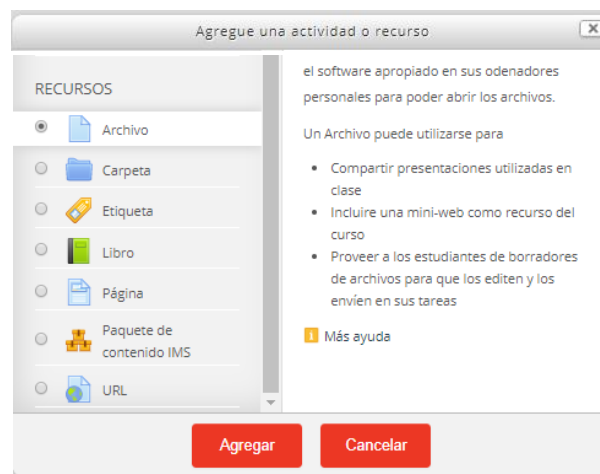 Agregue una actividad o recurso
RECURSOS
Archivo
Carpeta
Etiqueta
Libro
Página
Paquete de
contenido IMS
URL
el software apropiado en sus odenadores
personales para poder abrir los archivos.
Un Archivo puede utilizarse para
• Compartir presentaciones utilizadas en
clase
• Incluire una mini-web como recurso del
curso
• Proveer a los estudiantes de borradores
de archivos para que los editen y los
envíen en sus tareas
Más ayuda
Agregar
Cancelar